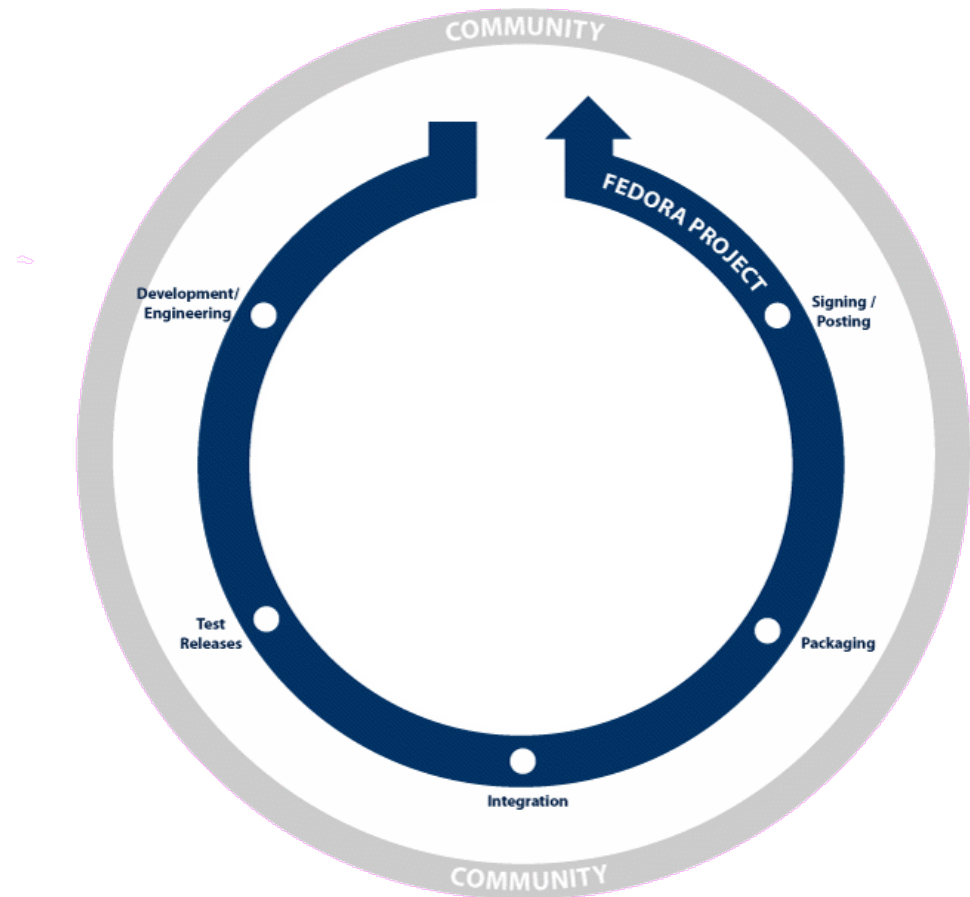 COMMUNITY
FEDORA PROJECT
Development/
Engineering
Signing /
Posting
Test
Releases
Packaging
Integration
COMMUNITY